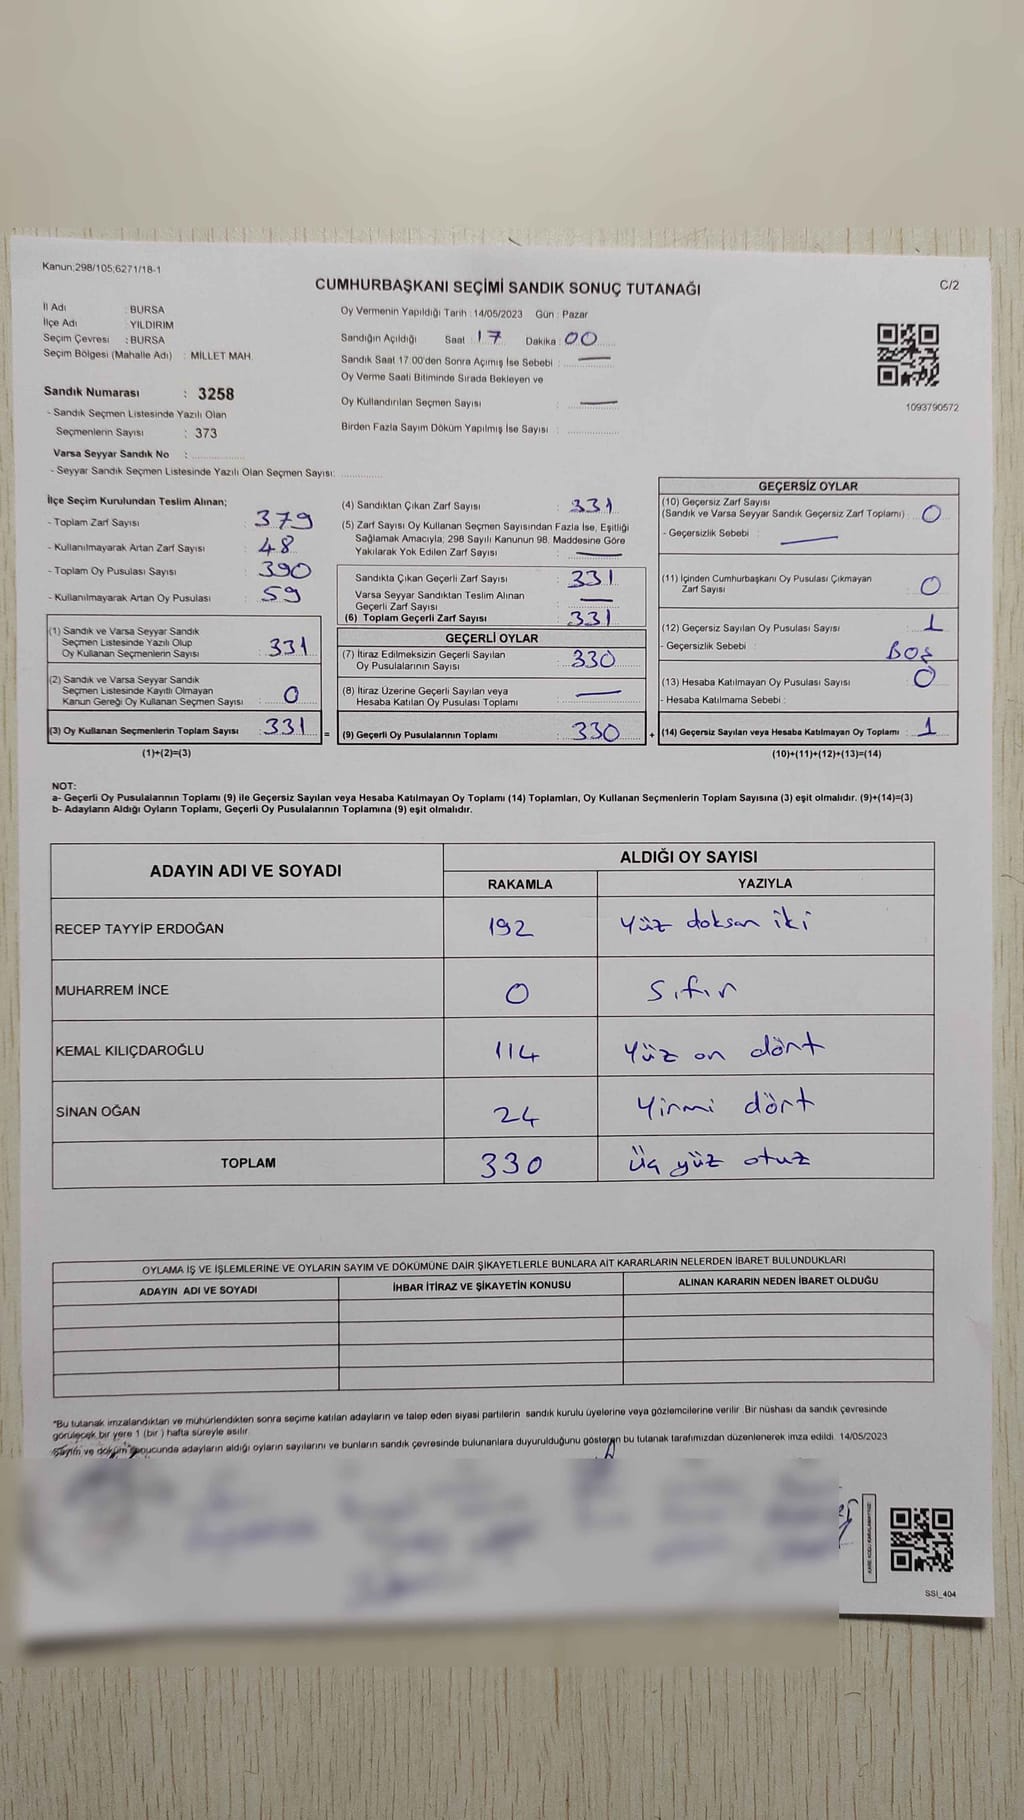 Kanun;298/105;6271/18-1
C/2
CUMHURBAŞKANI SEÇİMİ SANDIK SONUÇ TUTANAĞI
İl Adı : BURSA
İlçe Adı : YILDIRIM
Seçim Çevresi : BURSA
Seçim Bölgesi (Mahalle Adı) : MİLLET MAH.
Sandık Numarası : 3258
- Sandık Seçmen Listesinde Yazılı Olan
Seçmenlerin Sayısı : 373
Varsa Seyyar Sandık No :
- Seyyar Sandık Seçmen Listesinde Yazılı Olan Seçmen Sayısı:
Oy Vermenin Yapıldığı Tarih : 14/05/2023 Gün : Pazar
Sandığın Açıldığı Saat : 17 Dakika : 00
Sandık Saat 17:00'den Sonra Açımış İse Sebebi : —
Oy Verme Saati Bitiminde Sırada Bekleyen ve
Oy Kullandırılan Seçmen Sayısı : —
Birden Fazla Sayım Döküm Yapılmış İse Sayısı :
1093790572
İlçe Seçim Kurulundan Teslim Alınan;
- Toplam Zarf Sayısı : 379
- Kullanılmayarak Artan Zarf Sayısı : 48
- Toplam Oy Pusulası Sayısı : 390
- Kullanılmayarak Artan Oy Pusulası : 59
(1) Sandık ve Varsa Seyyar Sandık
Seçmen Listesinde Yazılı Olup
Oy Kullanan Seçmenlerin Sayısı : 331
(2) Sandık ve Varsa Seyyar Sandık
Seçmen Listesinde Kayıtlı Olmayan
Kanun Gereği Oy Kullanan Seçmen Sayısı : 0
(3) Oy Kullanan Seçmenlerin Toplam Sayısı : 331
(1)+(2)=(3)
=
(4) Sandıktan Çıkan Zarf Sayısı : 331
(5) Zarf Sayısı Oy Kullanan Seçmen Sayısından Fazla İse, Eşitliği
Sağlamak Amacıyla; 298 Sayılı Kanunun 98. Maddesine Göre
Yakılarak Yok Edilen Zarf Sayısı : —
Sandıkta Çıkan Geçerli Zarf Sayısı : 331
Varsa Seyyar Sandıktan Teslim Alınan
Geçerli Zarf Sayısı : —
(6) Toplam Geçerli Zarf Sayısı : 331
GEÇERLİ OYLAR
(7) İtiraz Edilmeksizin Geçerli Sayılan
Oy Pusulalarının Sayısı : 330
(8) İtiraz Üzerine Geçerli Sayılan veya
Hesaba Katılan Oy Pusulası Toplamı : —
(9) Geçerli Oy Pusulalarının Toplamı : 330
+
GEÇERSİZ OYLAR
(10) Geçersiz Zarf Sayısı
(Sandık ve Varsa Seyyar Sandık Geçersiz Zarf Toplamı) : 0
- Geçersizlik Sebebi : —
(11) İçinden Cumhurbaşkanı Oy Pusulası Çıkmayan
Zarf Sayısı : 0
(12) Geçersiz Sayılan Oy Pusulası Sayısı : 1
- Geçersizlik Sebebi : Boş
(13) Hesaba Katılmayan Oy Pusulası Sayısı : 0
- Hesaba Katılmama Sebebi :
(14) Geçersiz Sayılan veya Hesaba Katılmayan Oy Toplamı : 1
(10)+(11)+(12)+(13)=(14)
NOT:
a- Geçerli Oy Pusulalarının Toplamı (9) ile Geçersiz Sayılan veya Hesaba Katılmayan Oy Toplamı (14) Toplamları, Oy Kullanan Seçmenlerin Toplam Sayısına (3) eşit olmalıdır. (9)+(14)=(3)
b- Adayların Aldığı Oyların Toplamı, Geçerli Oy Pusulalarının Toplamına (9) eşit olmalıdır.
ADAYIN ADI VE SOYADI ALDIĞI OY SAYISI
RAKAMLA YAZIYLA
RECEP TAYYİP ERDOĞAN 192 Yüz doksan iki
MUHARREM İNCE 0 Sıfır
KEMAL KILIÇDAROĞLU 114 Yüz on dört
SİNAN OĞAN 24 Yirmi dört
TOPLAM 330 Üç yüz otuz
OYLAMA İŞ VE İŞLEMLERİNE VE OYLARIN SAYIM VE DÖKÜMÜNE DAİR ŞİKAYETLERLE BUNLARA AİT KARARLARIN NELERDEN İBARET BULUNDUKLARI
ADAYIN ADI VE SOYADI İHBAR İTİRAZ VE ŞİKAYETİN KONUSU ALINAN KARARIN NEDEN İBARET OLDUĞU
"Bu tutanak imzalandıktan ve mühürlendikten sonra seçime katılan adayların ve talep eden siyasi partilerin sandık kurulu üyelerine veya gözlemcilerine verilir. Bir nüshası da sandık çevresinde
görülecek bir yere 1 (bir) hafta süreyle asılır.
Sayım ve döküm sonucunda adayların aldığı oyların sayılarını ve bunların sandık çevresinde bulunanlara duyurulduğunu gösteren bu tutanak tarafımızdan düzenlenerek imza edildi. 14/05/2023
SSI_404